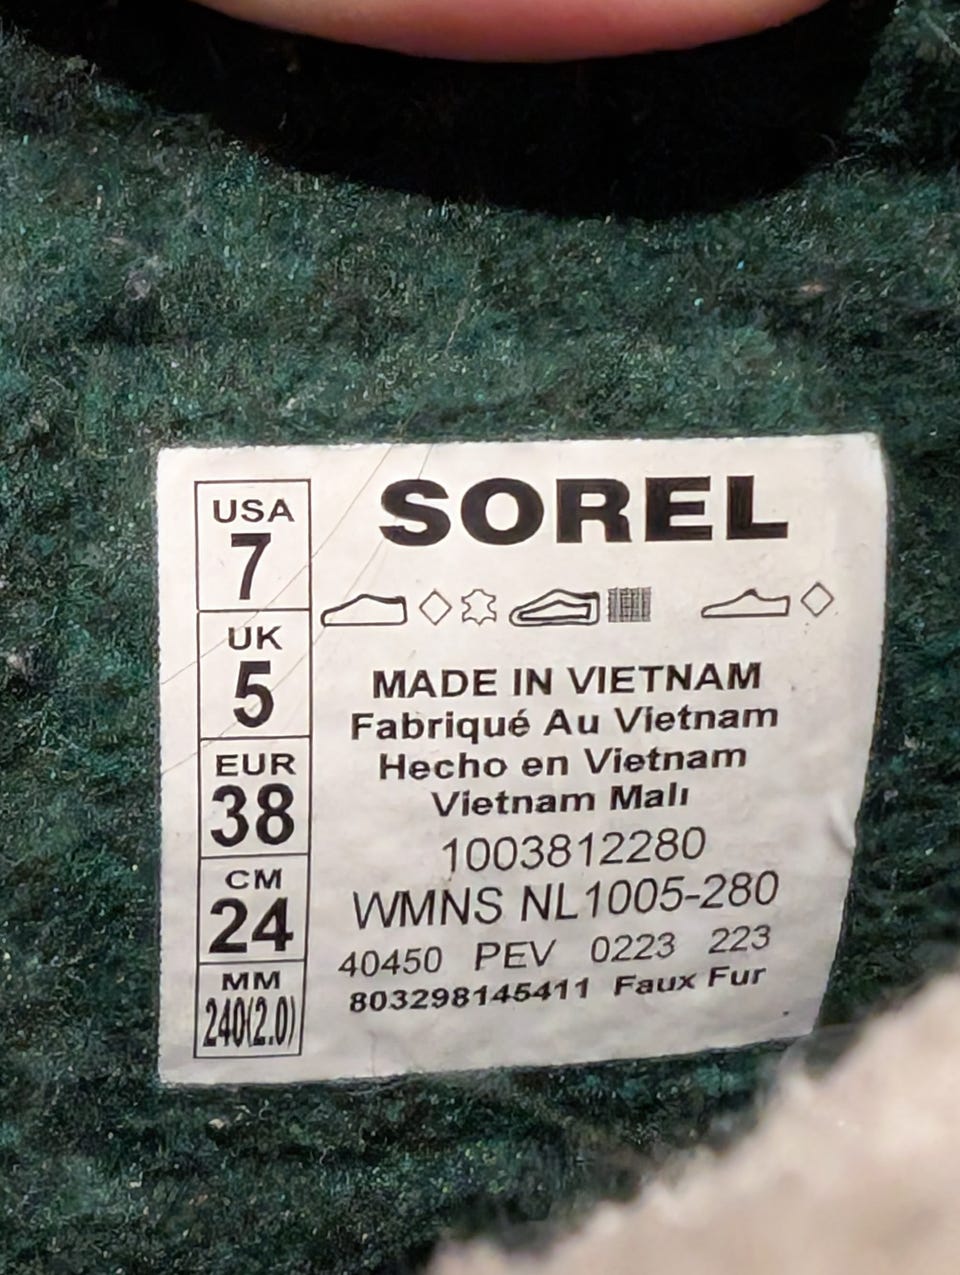 SOREL
USA
7
UK
5
EUR
38
CM
24
MM
240(2.0)
MADE IN VIETNAM
Fabriqué Au Vietnam
Hecho en Vietnam
Vietnam Malı
1003812280
WMNS NL1005-280
40450 PEV 0223 223
803298145411 Faux Fur